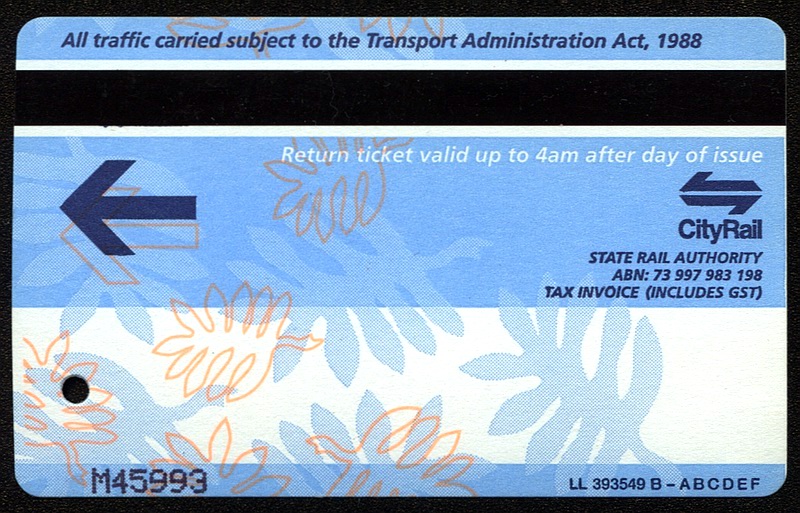 All traffic carried subject to the Transport Administration Act, 1988
Return ticket valid up to 4am after day of issue
CityRail
STATE RAIL AUTHORITY
ABN: 73 997 983 198
TAX INVOICE (INCLUDES GST)
M45993
LL 393549 B – ABCDEF